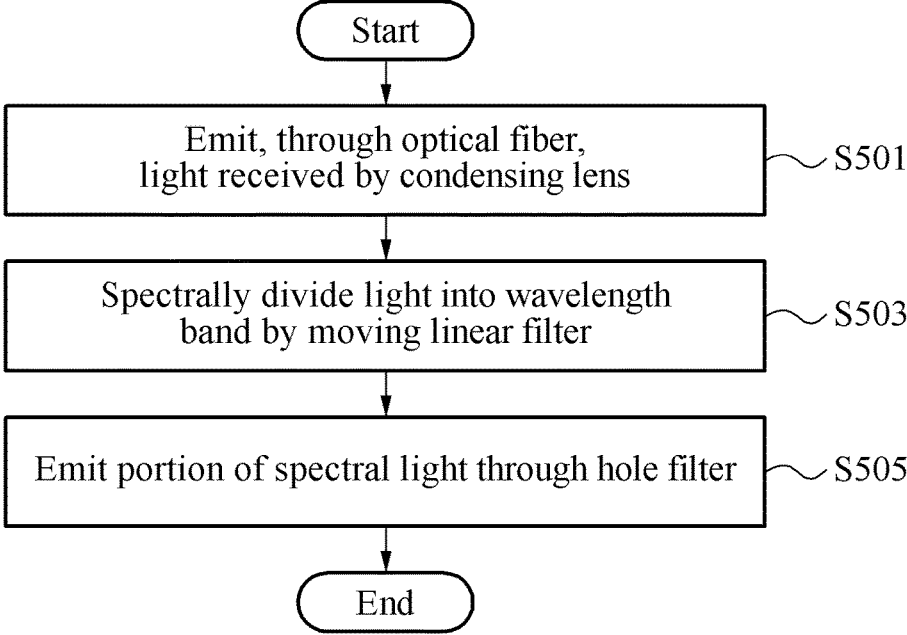 Start
Emit, through optical fiber,
light received by condensing lens
S501
Spectrally divide light into wavelength
band by moving linear filter
S503
Emit portion of spectral light through hole filter
S505
End